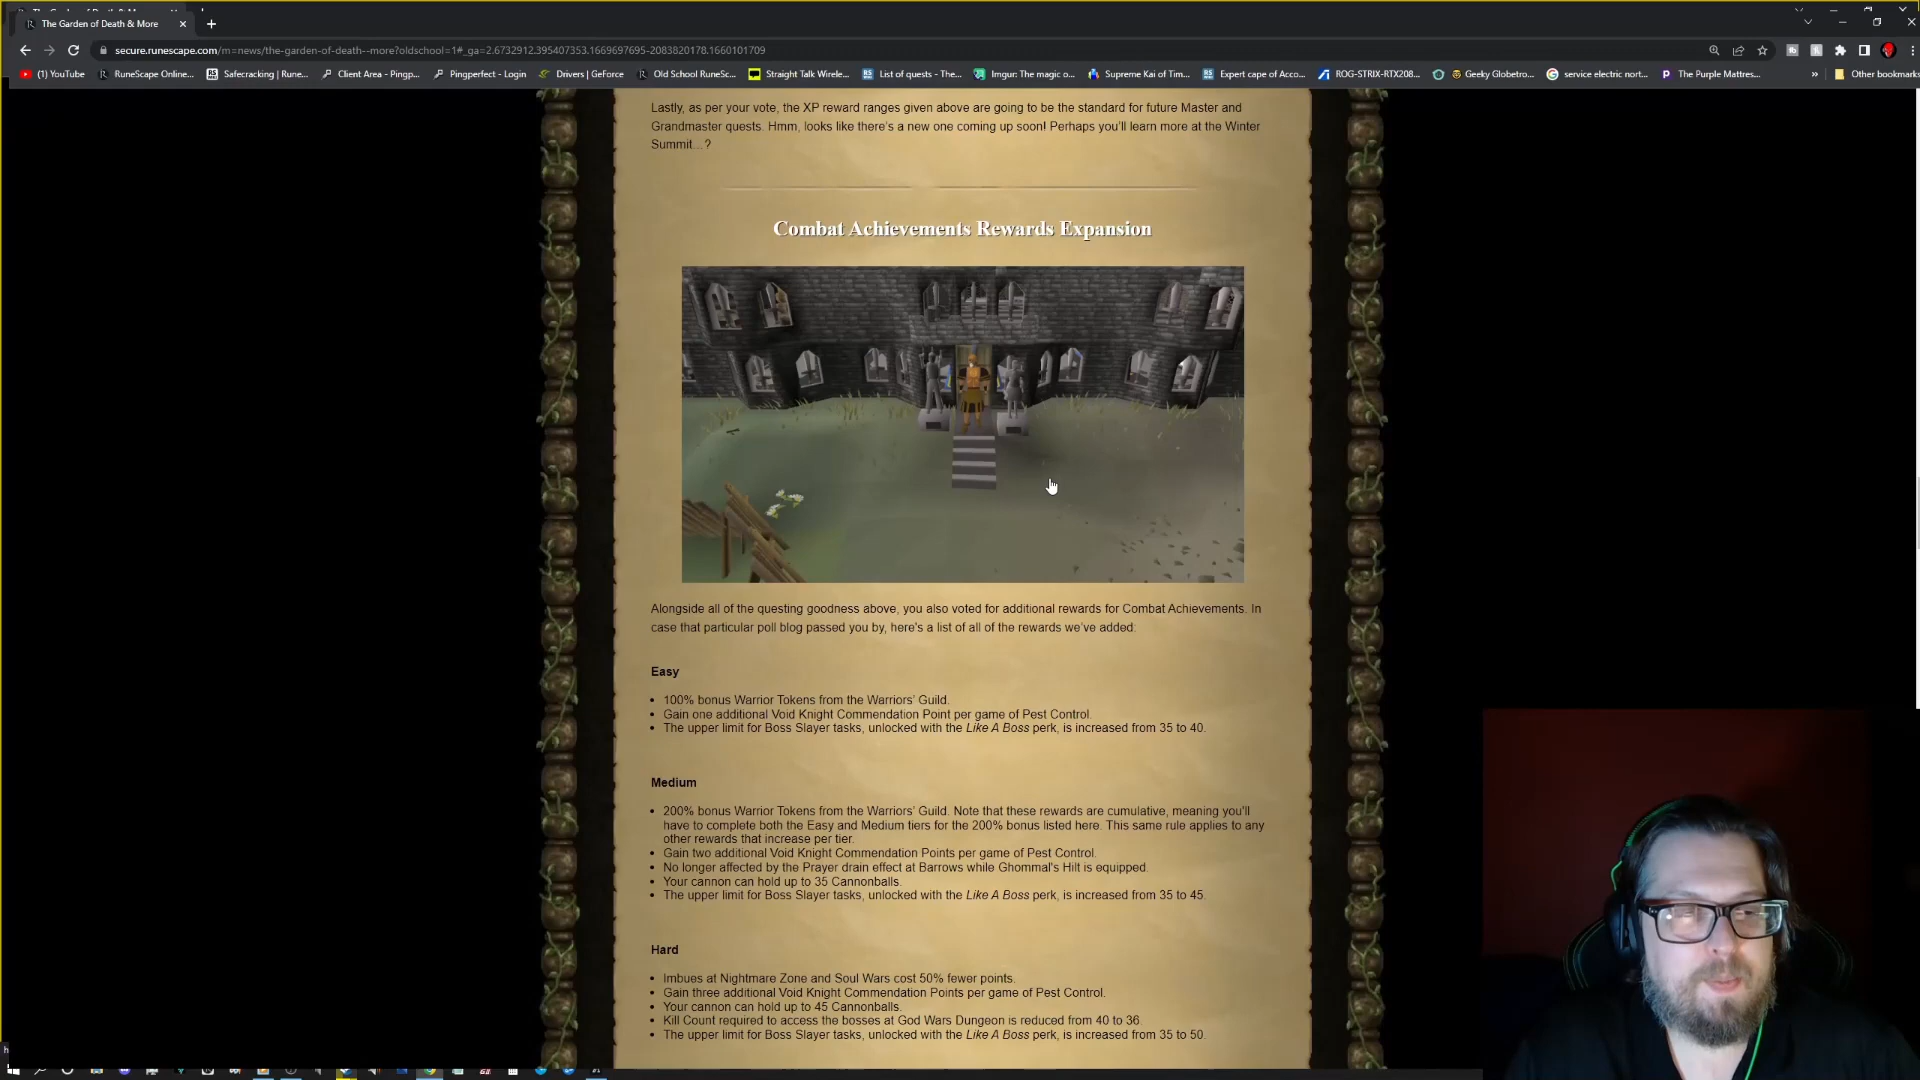 The Garden of Death & More
secure.runescape.com/m=news/the-garden-of-death--more?oldschool=1#_ga=2.6732912.395407353.1669697695-2083820178.1660101709
(1) YouTube
RuneScape Online...
Safecracking | Rune...
Client Area - Pingp...
Pingperfect - Login
Drivers | GeForce
Old School RuneSc...
Straight Talk Wirele...
List of quests - The...
Imgur: The magic o...
Supreme Kai of Tim...
Expert cape of Acco...
ROG-STRIX-RTX208...
Geeky Globetro...
service electric nort...
The Purple Mattres...
Other bookmarks
Lastly, as per your vote, the XP reward ranges given above are going to be the standard for future Master and
Grandmaster quests. Hmm, looks like there's a new one coming up soon! Perhaps you'll learn more at the Winter
Summit...?
Combat Achievements Rewards Expansion
Alongside all of the questing goodness above, you also voted for additional rewards for Combat Achievements. In
case that particular poll blog passed you by, here's a list of all of the rewards we've added:
Easy
• 100% bonus Warrior Tokens from the Warriors' Guild.
• Gain one additional Void Knight Commendation Point per game of Pest Control.
• The upper limit for Boss Slayer tasks, unlocked with the Like A Boss perk, is increased from 35 to 40.
Medium
• 200% bonus Warrior Tokens from the Warriors' Guild. Note that these rewards are cumulative, meaning you'll
have to complete both the Easy and Medium tiers for the 200% bonus listed here. This same rule applies to any
other rewards that increase per tier.
• Gain two additional Void Knight Commendation Points per game of Pest Control.
• No longer affected by the Prayer drain effect at Barrows while Ghommal's Hilt is equipped.
• Your cannon can hold up to 35 Cannonballs.
• The upper limit for Boss Slayer tasks, unlocked with the Like A Boss perk, is increased from 35 to 45.
Hard
• Imbues at Nightmare Zone and Soul Wars cost 50% fewer points.
• Gain three additional Void Knight Commendation Points per game of Pest Control.
• Your cannon can hold up to 45 Cannonballs.
• Kill Count required to access the bosses at God Wars Dungeon is reduced from 40 to 36.
• The upper limit for Boss Slayer tasks, unlocked with the Like A Boss perk, is increased from 35 to 50.